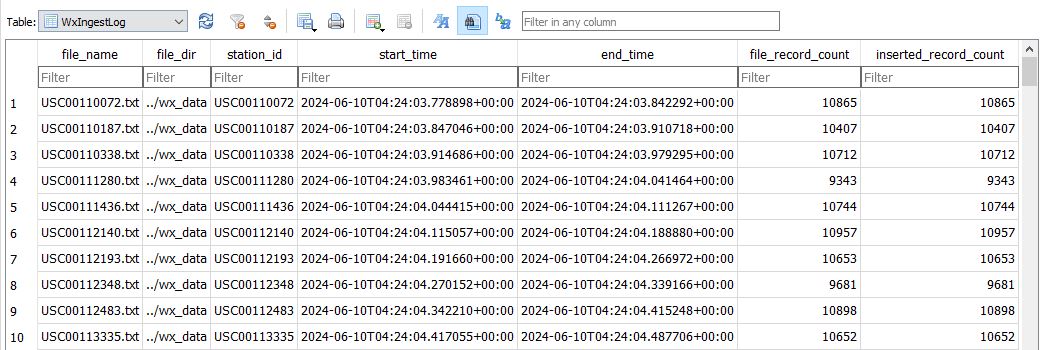 Table: WxIngestLog Filter in any column
file_name file_dir station_id start_time end_time file_record_count inserted_record_count
Filter Filter Filter Filter Filter Filter Filter
1 USC00110072.txt ../wx_data USC00110072 2024-06-10T04:24:03.778898+00:00 2024-06-10T04:24:03.842292+00:00 10865 10865
2 USC00110187.txt ../wx_data USC00110187 2024-06-10T04:24:03.847046+00:00 2024-06-10T04:24:03.910718+00:00 10407 10407
3 USC00110338.txt ../wx_data USC00110338 2024-06-10T04:24:03.914686+00:00 2024-06-10T04:24:03.979295+00:00 10712 10712
4 USC00111280.txt ../wx_data USC00111280 2024-06-10T04:24:03.983461+00:00 2024-06-10T04:24:04.041464+00:00 9343 9343
5 USC00111436.txt ../wx_data USC00111436 2024-06-10T04:24:04.044415+00:00 2024-06-10T04:24:04.111267+00:00 10744 10744
6 USC00112140.txt ../wx_data USC00112140 2024-06-10T04:24:04.115057+00:00 2024-06-10T04:24:04.188880+00:00 10957 10957
7 USC00112193.txt ../wx_data USC00112193 2024-06-10T04:24:04.191660+00:00 2024-06-10T04:24:04.266972+00:00 10653 10653
8 USC00112348.txt ../wx_data USC00112348 2024-06-10T04:24:04.270152+00:00 2024-06-10T04:24:04.339166+00:00 9681 9681
9 USC00112483.txt ../wx_data USC00112483 2024-06-10T04:24:04.342210+00:00 2024-06-10T04:24:04.415248+00:00 10898 10898
10 USC00113335.txt ../wx_data USC00113335 2024-06-10T04:24:04.417055+00:00 2024-06-10T04:24:04.487706+00:00 10652 10652